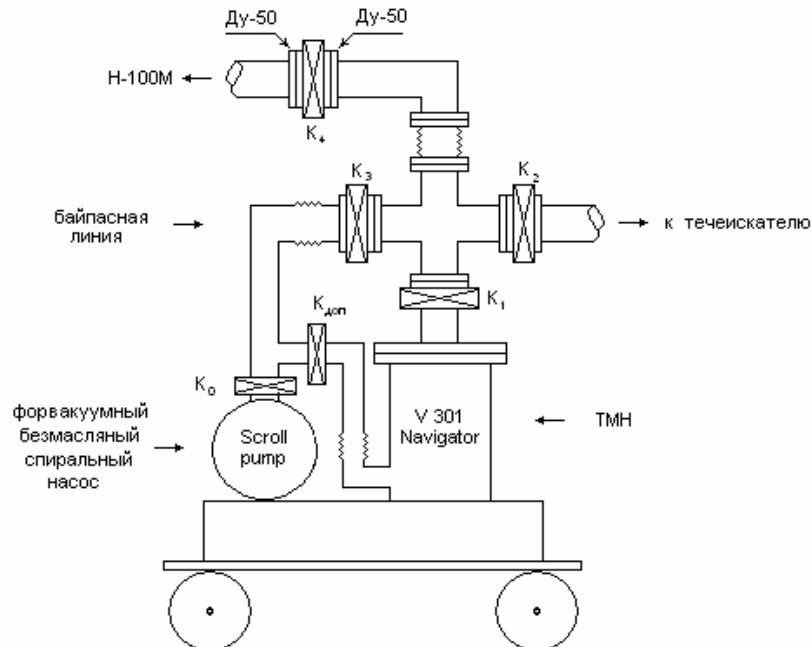 Ду-50
Ду-50
Н-100М
К₄
К₃
К₂
байпасная
линия
к течеискателю
К₁
Кдоп
К₀
форвакуумный
безмасляный
спиральный
насос
Scroll
pump
V 301
Navigator
ТМН